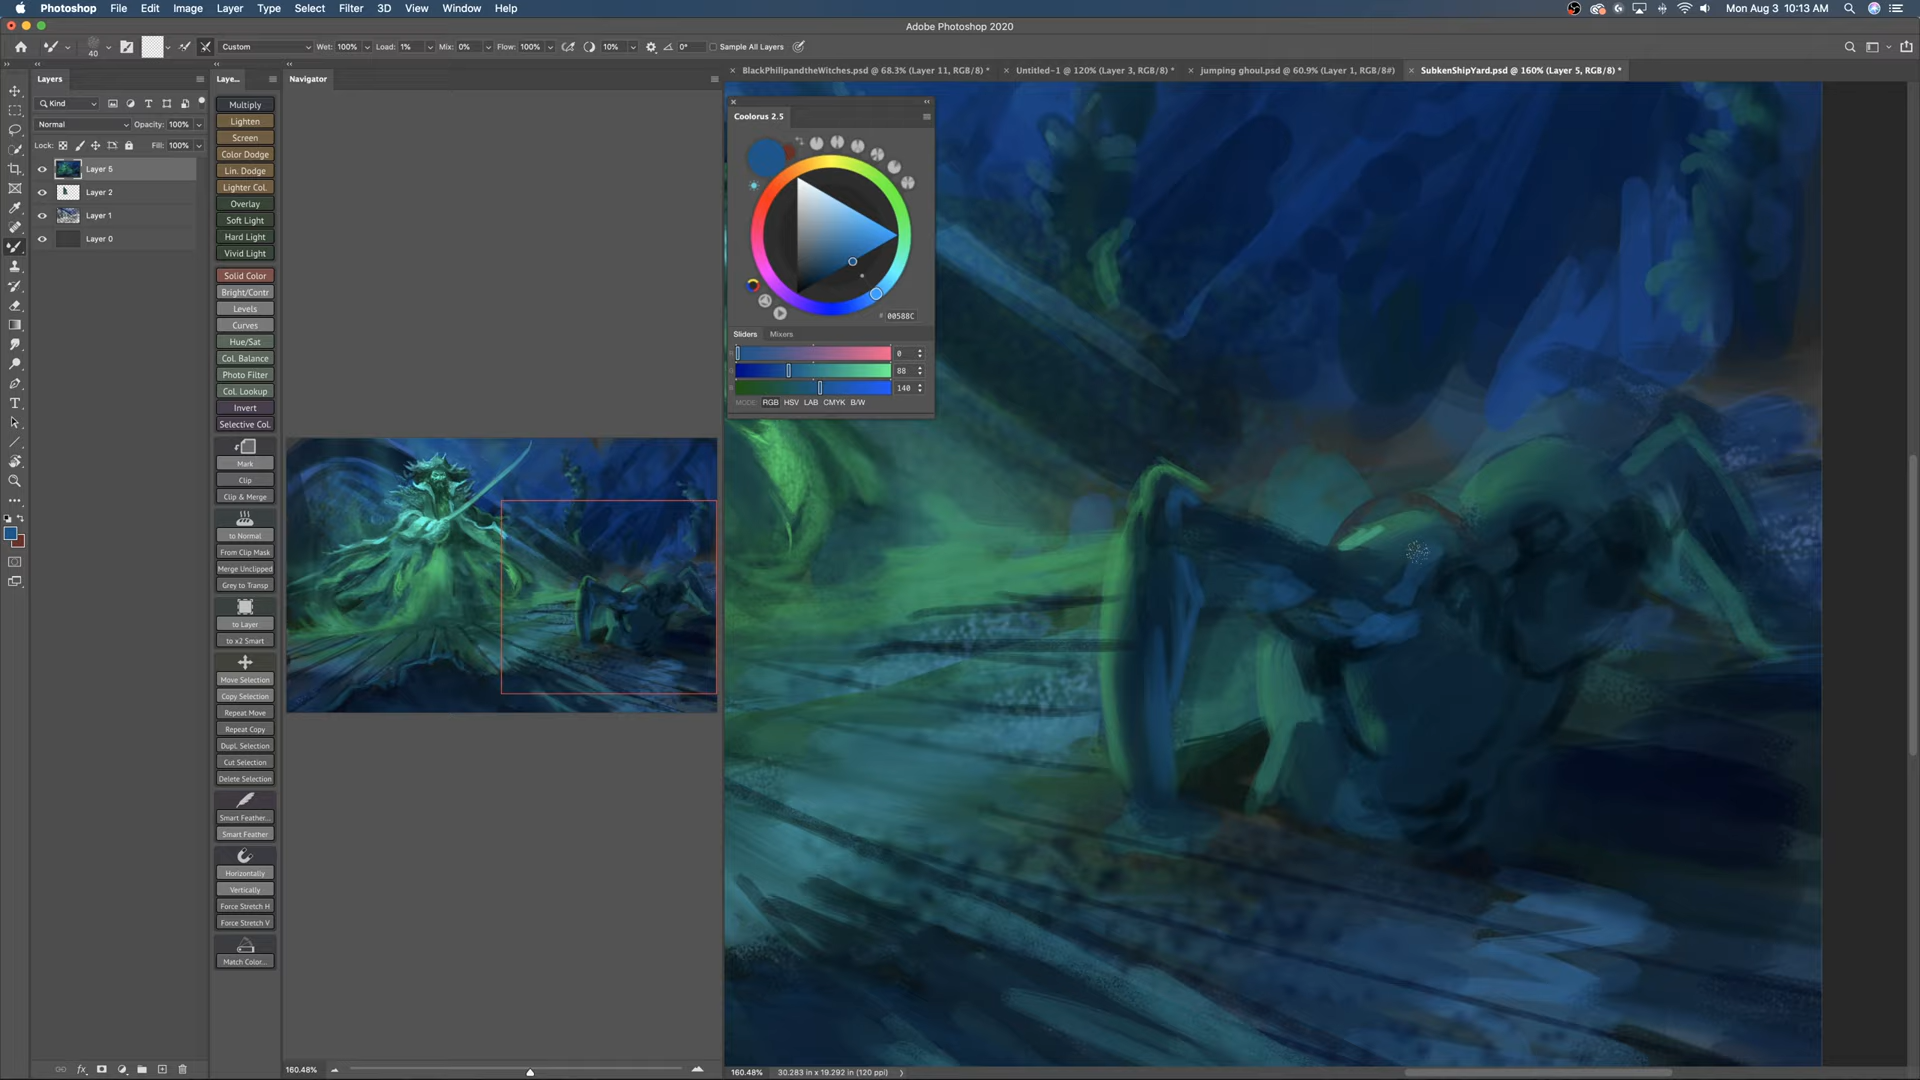 Photoshop File Edit Image Layer Type Select Filter 3D View Window Help
Mon Aug 3 10:13 AM
Adobe Photoshop 2020
40 Custom Wet: 100% Load: 1% Mix: 0% Flow: 100% 10% 0° Sample All Layers
BlackPhilipandtheWitches.psd @ 68.3% (Layer 11, RGB/8) *
Untitled-1 @ 120% (Layer 3, RGB/8) *
jumping ghoul.psd @ 60.9% (Layer 1, RGB/8#)
SubkenShipYard.psd @ 160% (Layer 5, RGB/8) *
Layers
Kind
Normal Opacity: 100%
Lock: Fill: 100%
Layer 5
Layer 2
Layer 1
Layer 0
Laye...
Multiply
Lighten
Screen
Color Dodge
Lin. Dodge
Lighter Col.
Overlay
Soft Light
Hard Light
Vivid Light
Solid Color
Bright/Contr
Levels
Curves
Hue/Sat
Col. Balance
Photo Filter
Col. Lookup
Invert
Selective Col.
Mark
Clip
Clip & Merge
to Normal
From Clip Mask
Merge Unclipped
Grey to Transp
to Layer
to x2 Smart
Move Selection
Copy Selection
Repeat Move
Repeat Copy
Dupl. Selection
Cut Selection
Delete Selection
Smart Feather...
Smart Feather
Horizontally
Vertically
Force Stretch H
Force Stretch V
Match Color...
Navigator
160.48%
Coolorus 2.5
# 00588C
Sliders Mixers
R 0
G 88
B 140
MODE: RGB HSV LAB CMYK B/W
160.48% 30.283 in x 19.292 in (120 ppi)